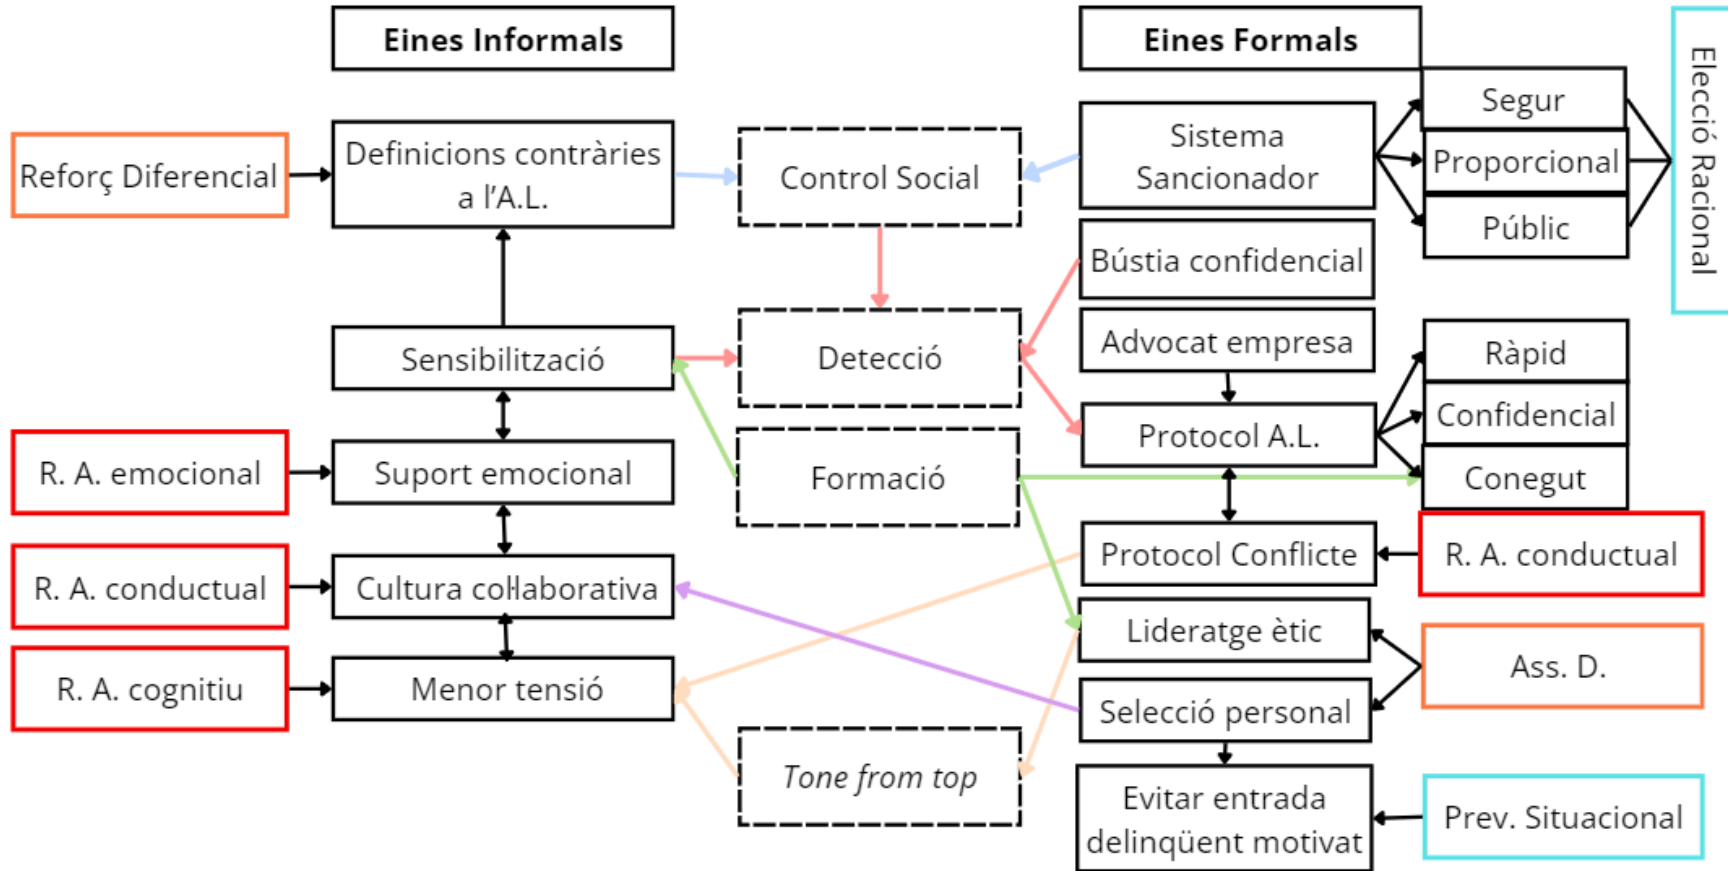 Eines Informals
Eines Formals
Elecció Racional
Segur
Sistema
Sancionador
Proporcional
Públic
Reforç Diferencial
Definicions contràries
a l'A.L.
Control Social
Bústia confidencial
Sensibilització
Detecció
Advocat empresa
Ràpid
Protocol A.L.
Confidencial
Conegut
R. A. emocional
Suport emocional
Formació
Protocol Conflicte
R. A. conductual
R. A. conductual
Cultura col·laborativa
Lideratge ètic
Ass. D.
R. A. cognitiu
Menor tensió
Selecció personal
Tone from top
Evitar entrada
delinqüent motivat
Prev. Situacional